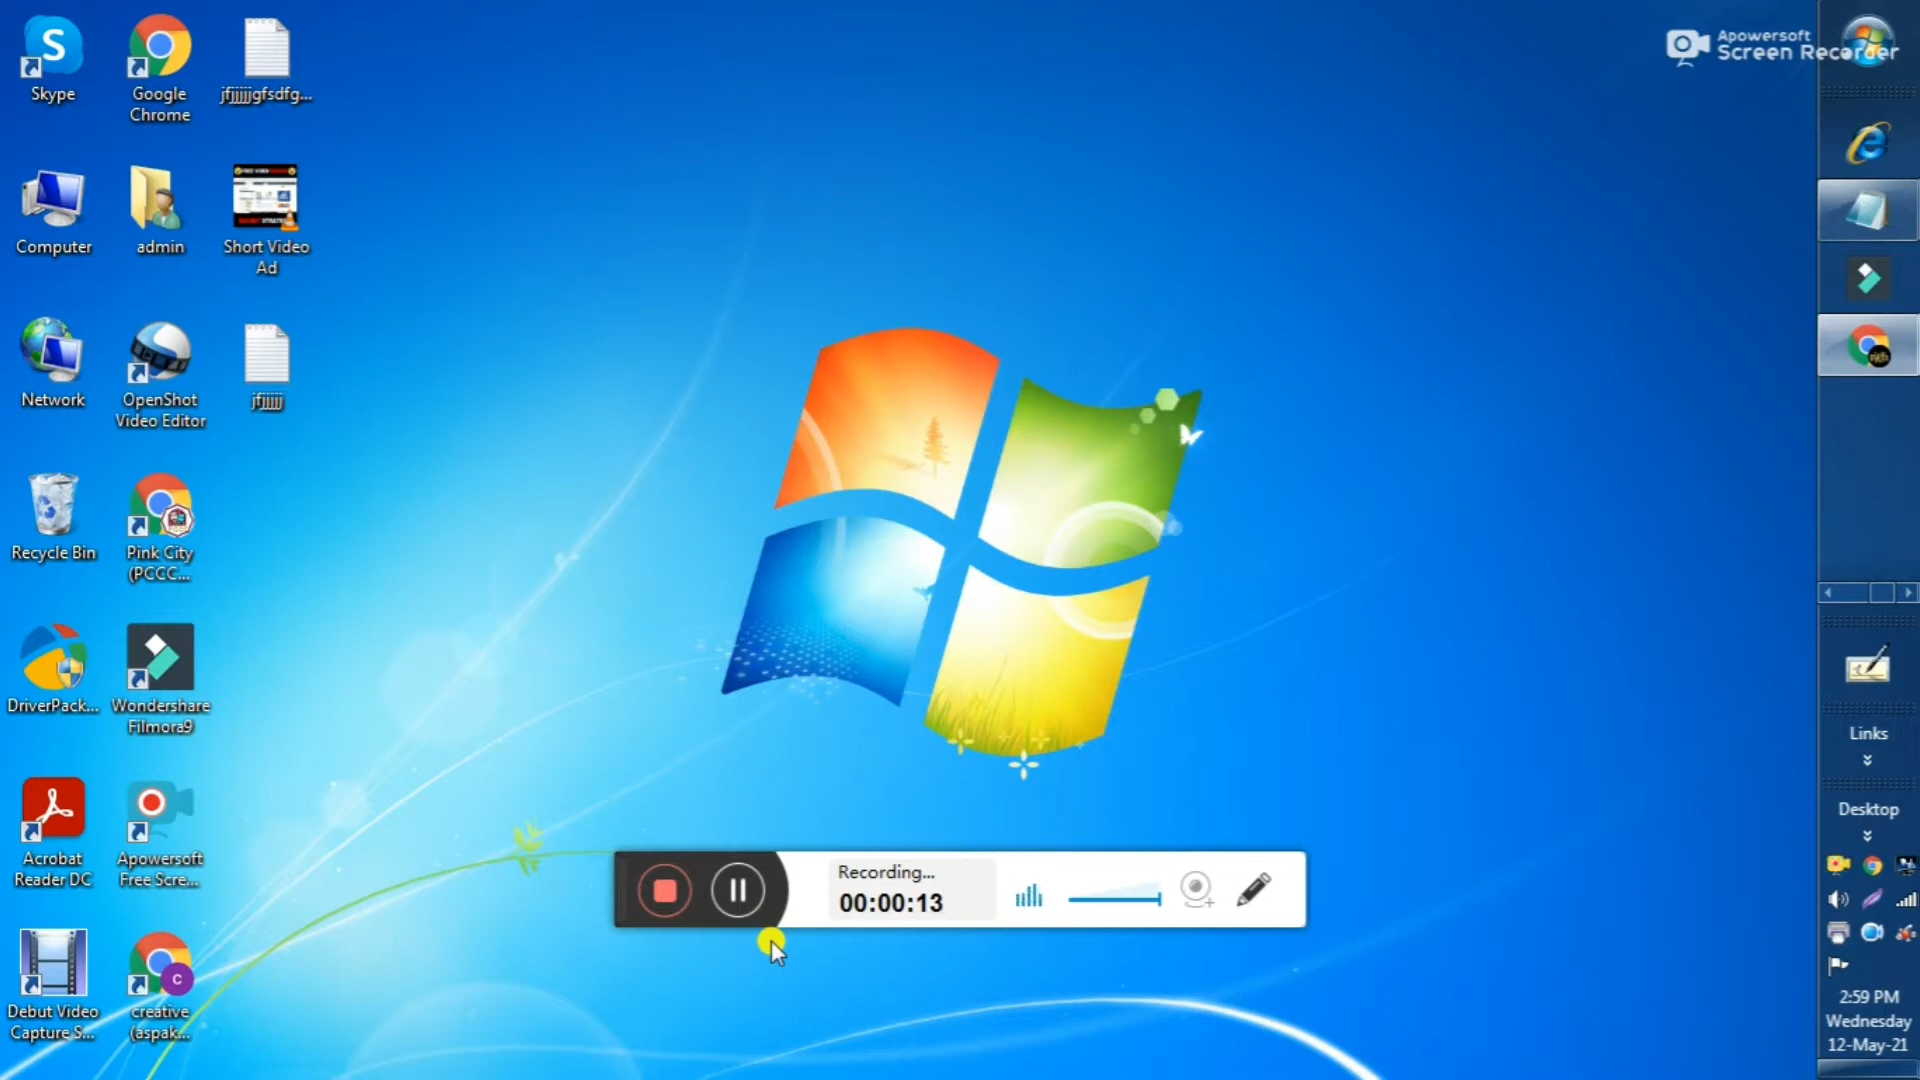 Skype
Google
Chrome
jfjjjjjgfsdfg...
Computer
admin
Short Video
Ad
Network
OpenShot
Video Editor
jfjjjjj
Recycle Bin
Pink City
(PCCC...
DriverPack...
Wondershare
Filmora9
Acrobat
Reader DC
Apowersoft
Free Scre...
Debut Video
Capture S...
creative
(aspak...
Recording...
00:00:13
Apowersoft
Screen Recorder
Links
Desktop
2:59 PM
Wednesday
12-May-21